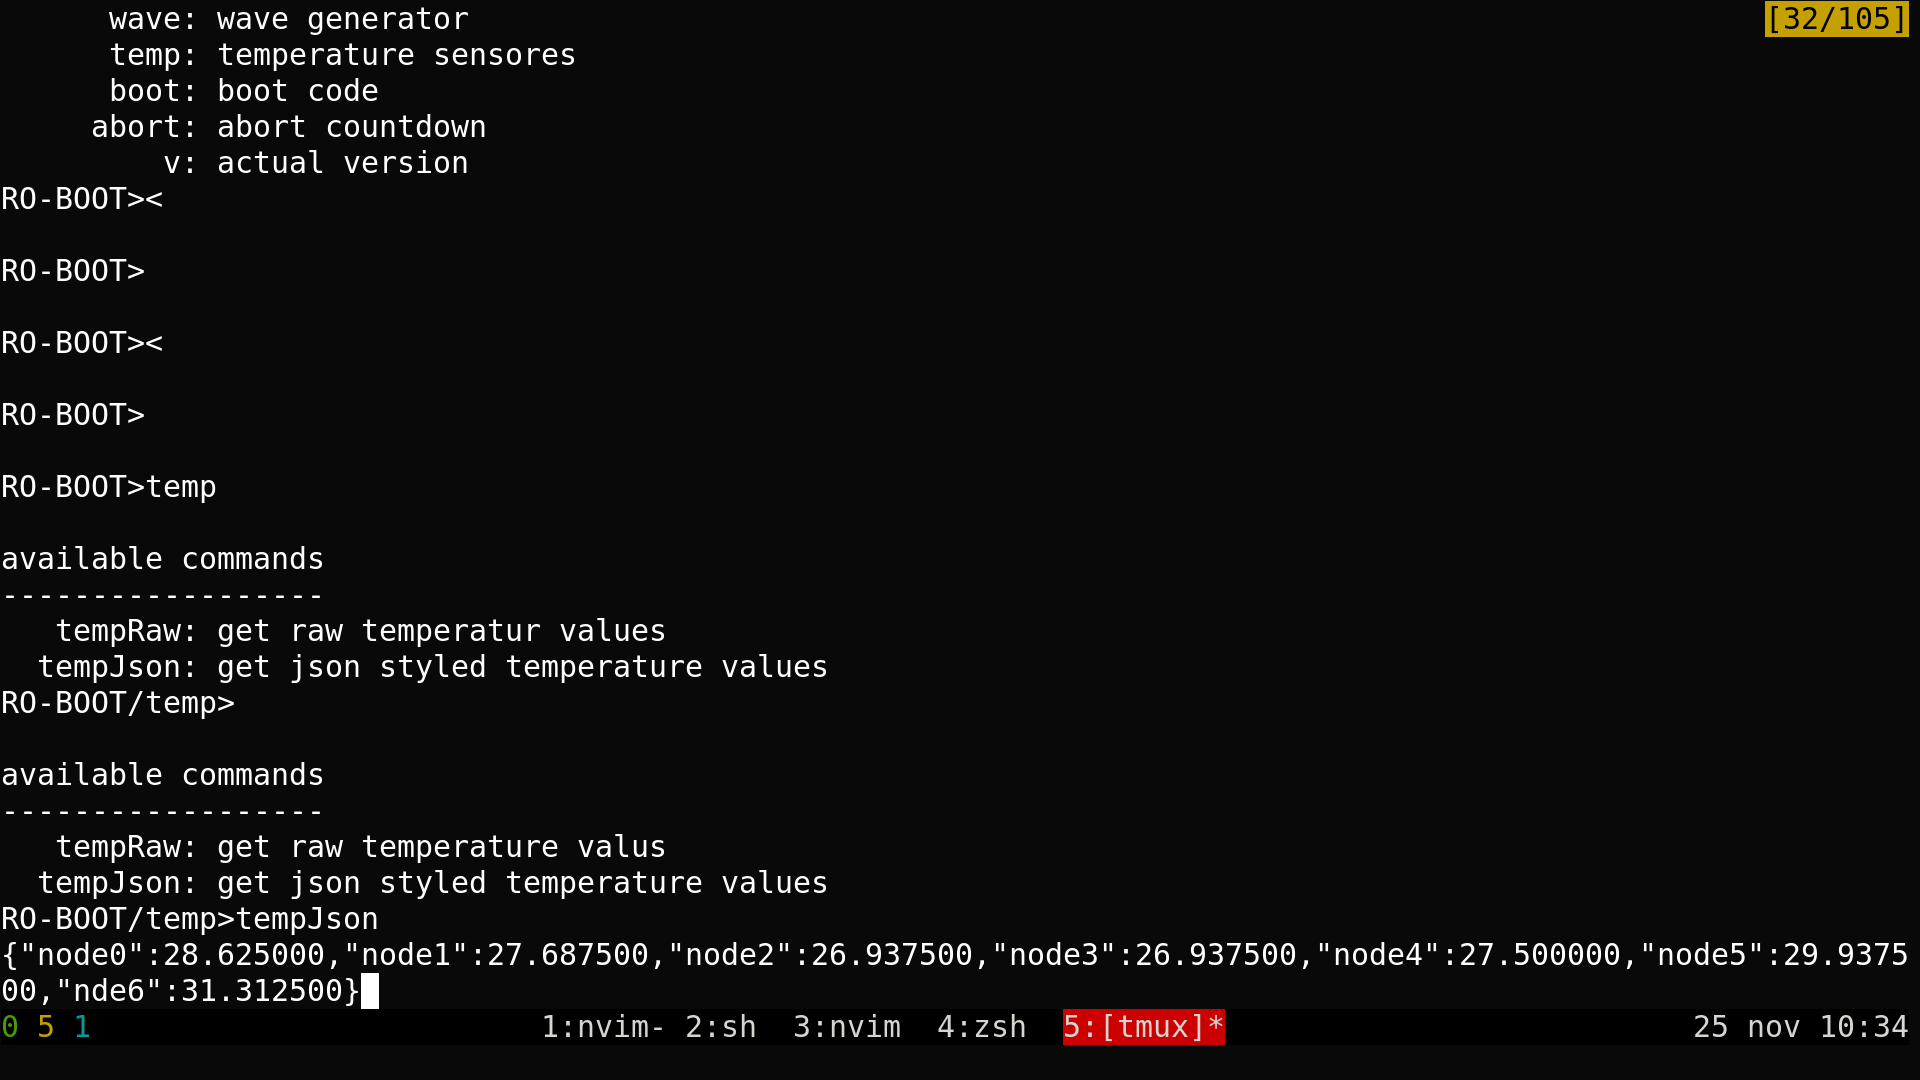 wave: wave generator [32/105]
temp: temperature sensores
boot: boot code
abort: abort countdown
v: actual version
RO-BOOT><
RO-BOOT>
RO-BOOT><
RO-BOOT>
RO-BOOT>temp
available commands
------------------
tempRaw: get raw temperatur values
tempJson: get json styled temperature values
RO-BOOT/temp>
available commands
------------------
tempRaw: get raw temperature valus
tempJson: get json styled temperature values
RO-BOOT/temp>tempJson
{"node0":28.625000,"node1":27.687500,"node2":26.937500,"node3":26.937500,"node4":27.500000,"node5":29.9375
00,"nde6":31.312500}
0 5 1 1:nvim- 2:sh 3:nvim 4:zsh 5:[tmux]* 25 nov 10:34